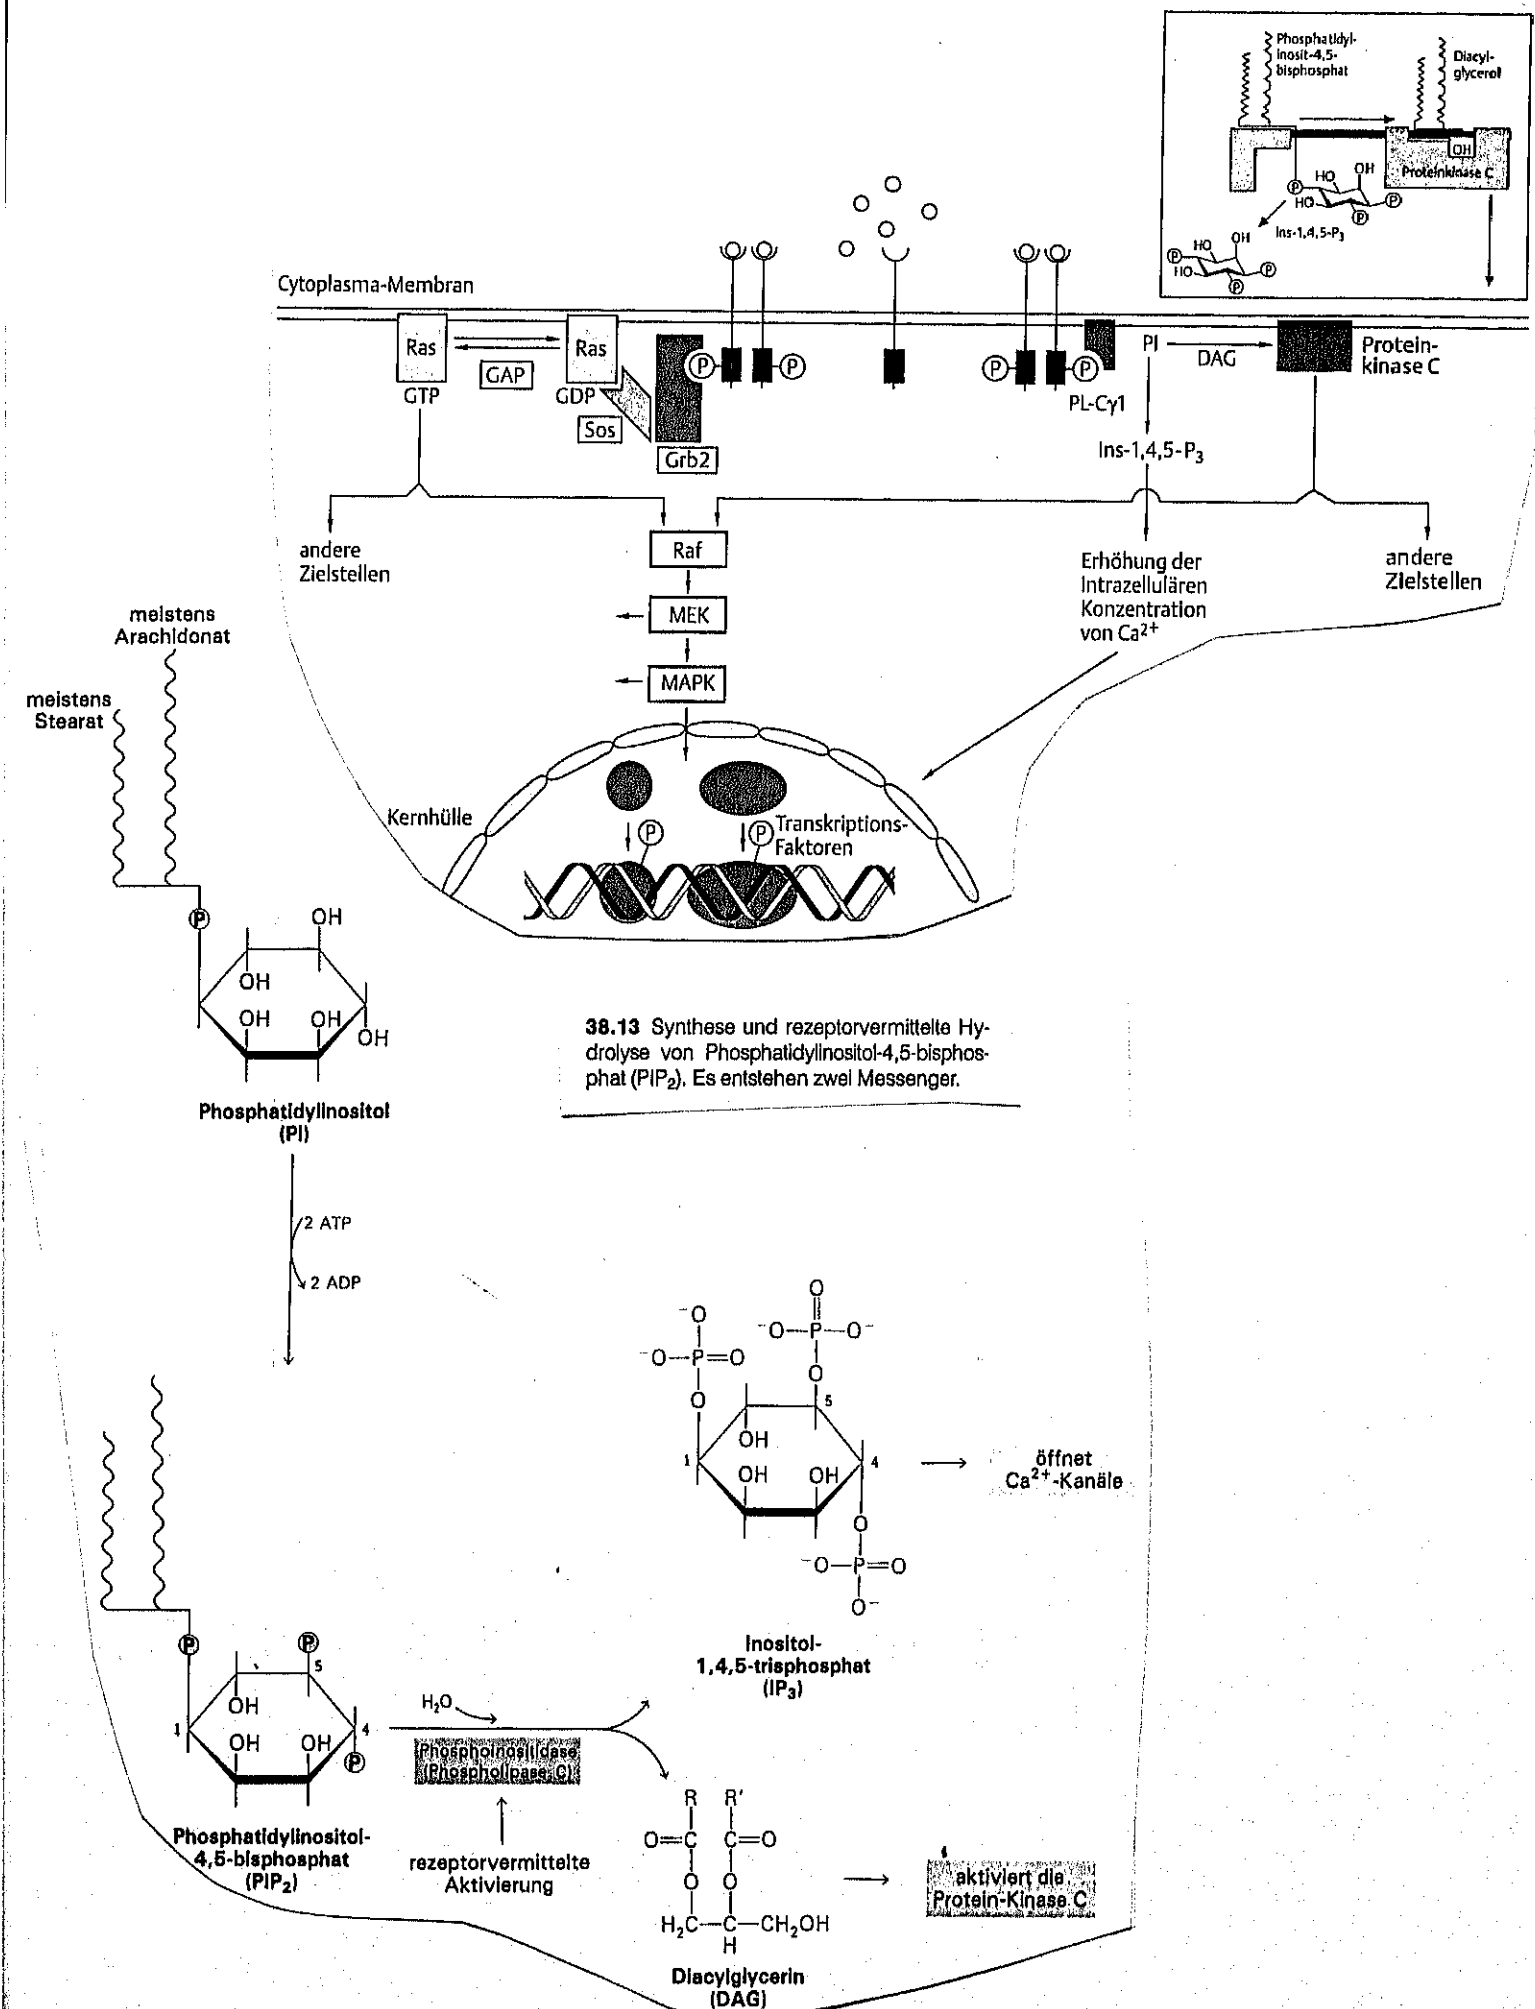 Phosphatidyl-
inosit-4,5-
bisphosphat
Diacyl-
glycerol
OH
Proteinkinase C
HO
OH
P
HO
P
P
Ins-1,4,5-P₃
HO
OH
P
HO
P
P
Cytoplasma-Membran
Ras
GAP
Ras
GTP
GDP
Sos
Grb2
P
P
P
P
PL-Cγ1
PI
DAG
Protein-
kinase C
Ins-1,4,5-P₃
andere
Zielstellen
Raf
MEK
MAPK
Erhöhung der
Intrazellulären
Konzentration
von Ca²⁺
andere
Zielstellen
meistens
Arachidonat
meistens
Stearat
Kernhülle
P
P
Transkriptions-
Faktoren
P
OH
OH
OH
OH
OH
Phosphatidylinositol
(PI)
38.13 Synthese und rezeptorvermittelte Hy-
drolyse von Phosphatidylinositol-4,5-bisphos-
phat (PIP₂). Es entstehen zwei Messenger.
2 ATP
2 ADP
O
⁻O
⁻O—P—O⁻
⁻O—P=O
O
O
5
OH
1
4
OH
OH
O
⁻O—P=O
O⁻
öffnet
Ca²⁺-Kanäle
Inositol-
1,4,5-trisphosphat
(IP₃)
P
P
5
OH
1
4
OH
OH
P
H₂O
Phosphoinositidase
(Phospholipase C)
rezeptorvermittelte
Aktivierung
Phosphatidylinositol-
4,5-bisphosphat
(PIP₂)
R R'
O=C C=O
O O
H₂C—C—CH₂OH
H
Diacylglycerin
(DAG)
aktiviert die
Protein-Kinase C